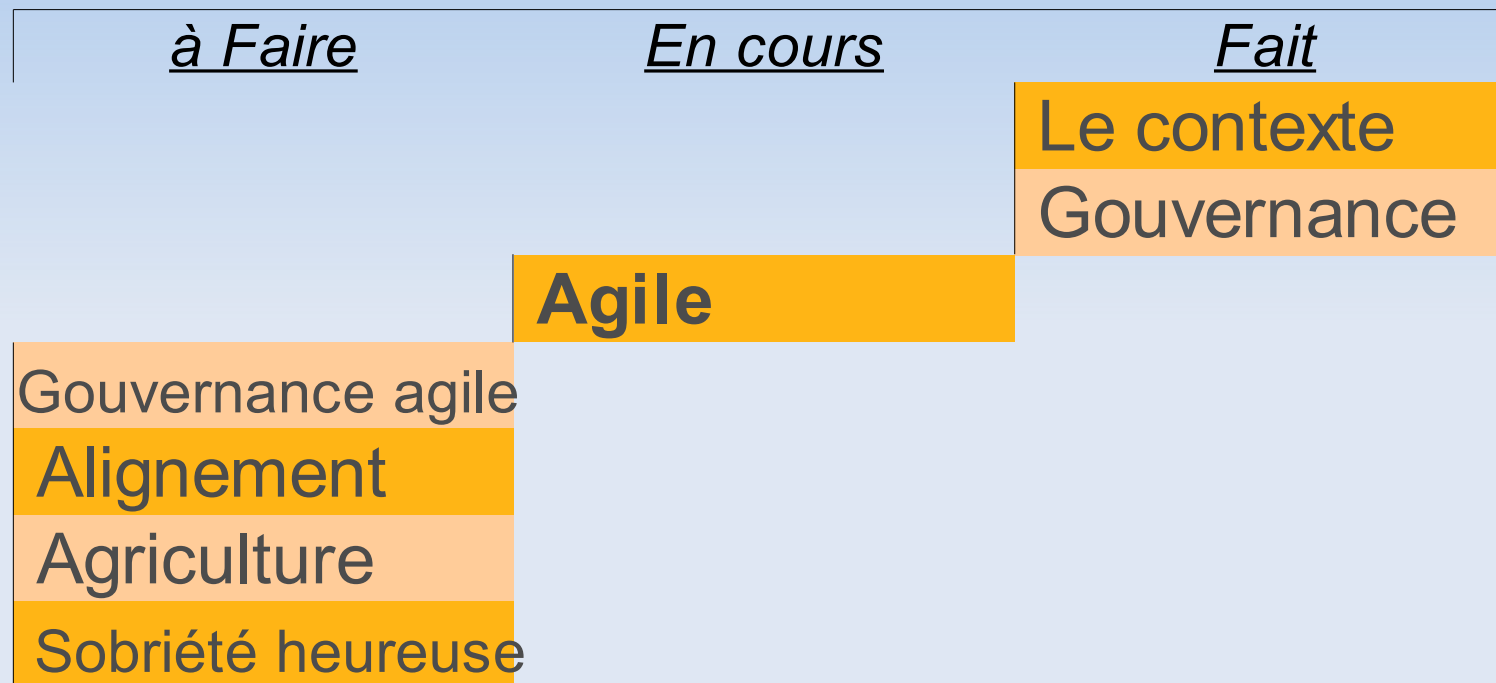 à Faire
En cours
Fait
Le contexte
Gouvernance
Agile
Gouvernance agile
Alignement
Agriculture
Sobriété heureuse